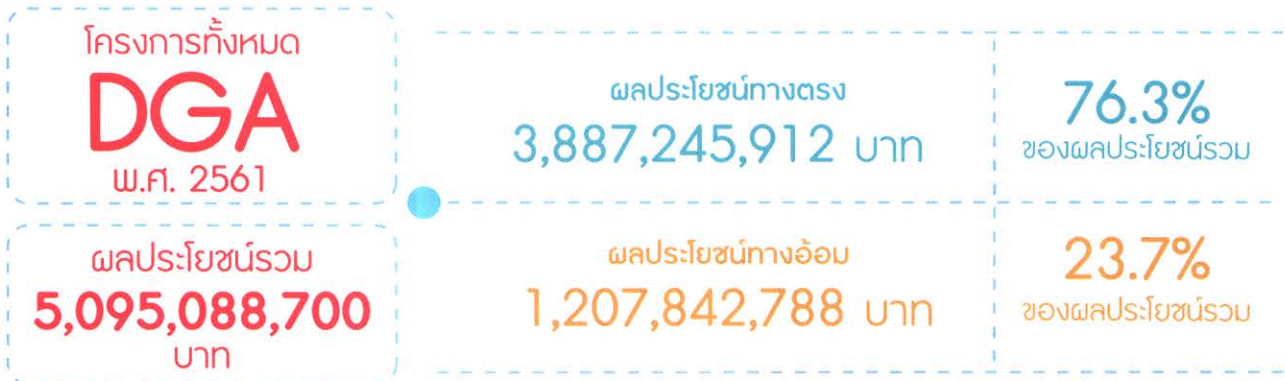 โครงการทั้งหมด
DGA
พ.ศ. 2561
ผลประโยชน์รวม
5,095,088,700
บาท
ผลประโยชน์ทางตรง
3,887,245,912 บาท
76.3%
ของผลประโยชน์รวม
ผลประโยชน์ทางอ้อม
1,207,842,788 บาท
23.7%
ของผลประโยชน์รวม